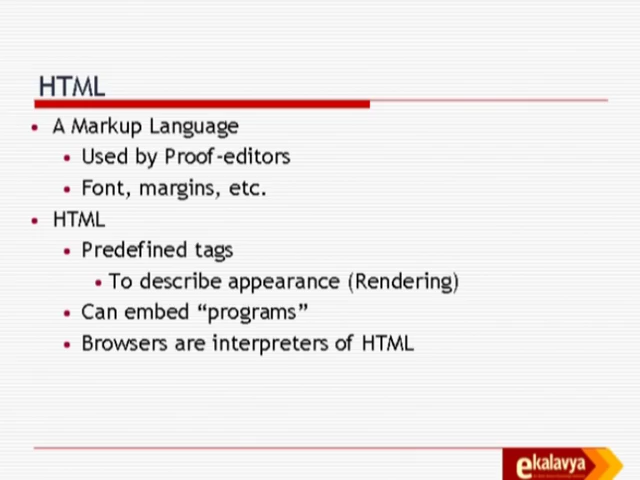 HTML
• A Markup Language
• Used by Proof-editors
• Font, margins, etc.
• HTML
• Predefined tags
• To describe appearance (Rendering)
• Can embed “programs”
• Browsers are interpreters of HTML
ekalavya